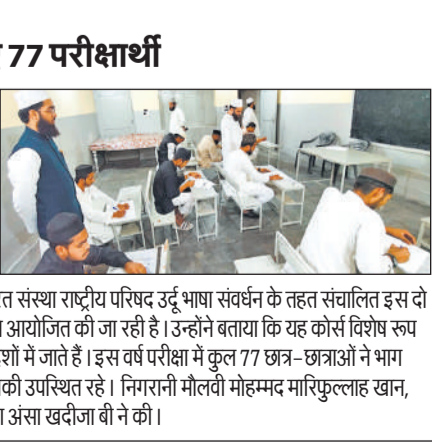 77 परीक्षार्थी
संस्था राष्ट्रीय परिषद उर्दू भाषा संवर्धन के तहत संचालित इस दो
आयोजित की जा रही है। उन्होंने बताया कि यह कोर्स विशेष रूप
में जाते हैं। इस वर्ष परीक्षा में कुल 77 छात्र-छात्राओं ने भाग
उपस्थित रहे। निगरानी मौलवी मोहम्मद मारिफुल्लाह खान,
अंसा खदीजा बी ने की।